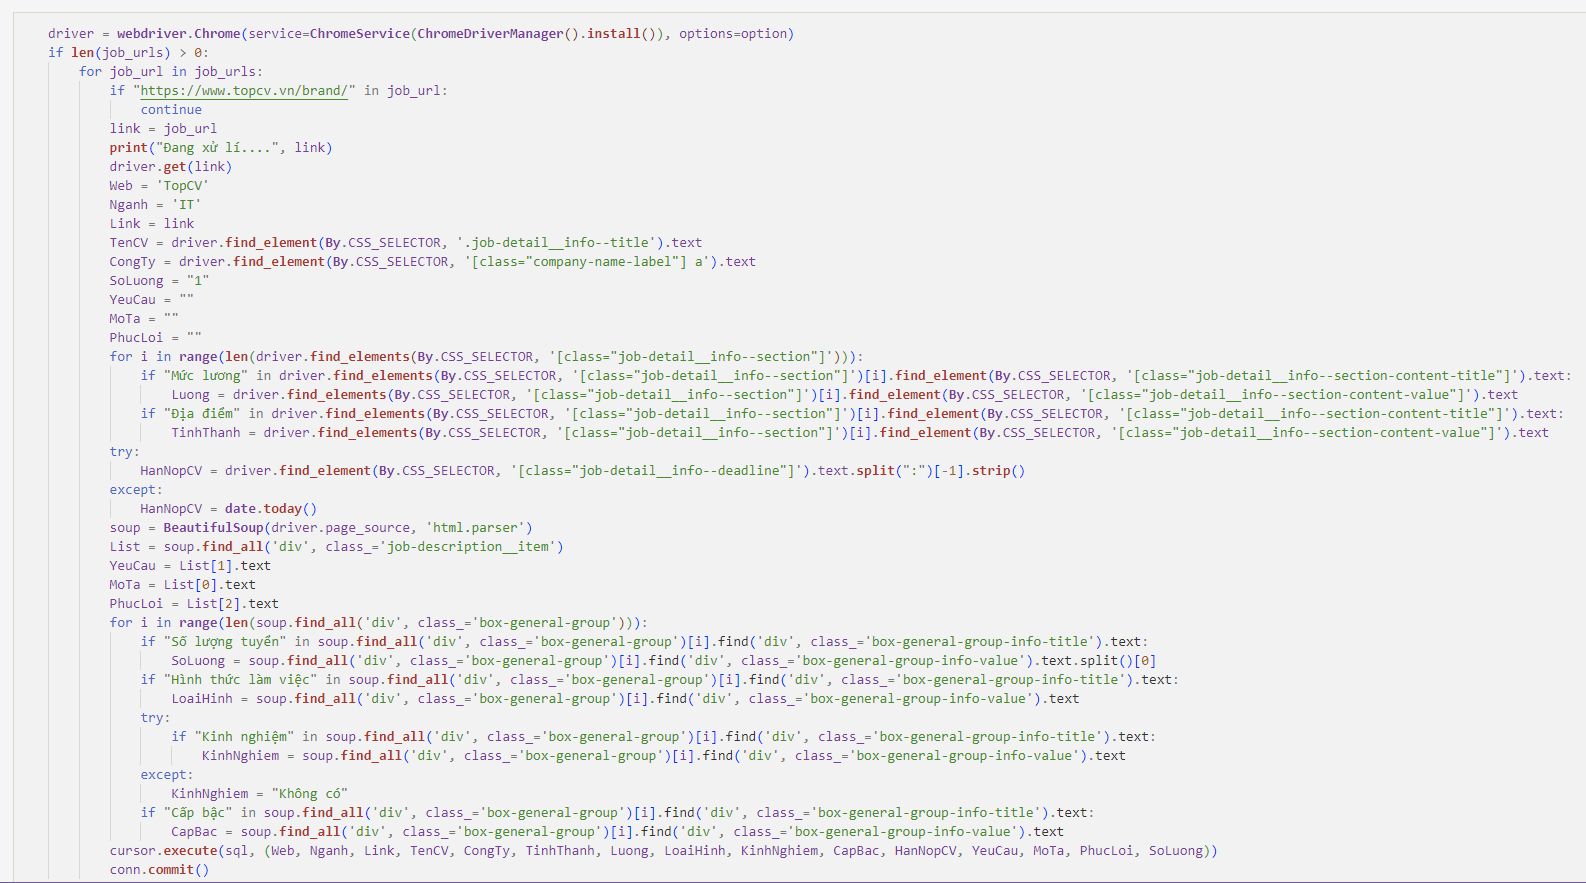 driver = webdriver.Chrome(service=ChromeService(ChromeDriverManager().install()), options=option)
if len(job_urls) > 0:
    for job_url in job_urls:
        if "https://www.topcv.vn/brand/" in job_url:
            continue
        link = job_url
        print("Đang xử lí....", link)
        driver.get(link)
        Web = 'TopCV'
        Nganh = 'IT'
        Link = link
        TenCV = driver.find_element(By.CSS_SELECTOR, '.job-detail__info--title').text
        CongTy = driver.find_element(By.CSS_SELECTOR, '[class="company-name-label"] a').text
        SoLuong = "1"
        YeuCau = ""
        MoTa = ""
        PhucLoi = ""
        for i in range(len(driver.find_elements(By.CSS_SELECTOR, '[class="job-detail__info--section"]'))):
            if "Mức lương" in driver.find_elements(By.CSS_SELECTOR, '[class="job-detail__info--section"]')[i].find_element(By.CSS_SELECTOR, '[class="job-detail__info--section-content-title"]').text:
                Luong = driver.find_elements(By.CSS_SELECTOR, '[class="job-detail__info--section"]')[i].find_element(By.CSS_SELECTOR, '[class="job-detail__info--section-content-value"]').text
            if "Địa điểm" in driver.find_elements(By.CSS_SELECTOR, '[class="job-detail__info--section"]')[i].find_element(By.CSS_SELECTOR, '[class="job-detail__info--section-content-title"]').text:
                TinhThanh = driver.find_elements(By.CSS_SELECTOR, '[class="job-detail__info--section"]')[i].find_element(By.CSS_SELECTOR, '[class="job-detail__info--section-content-value"]').text
        try:
            HanNopCV = driver.find_element(By.CSS_SELECTOR, '[class="job-detail__info--deadline"]').text.split(":")[-1].strip()
        except:
            HanNopCV = date.today()
        soup = BeautifulSoup(driver.page_source, 'html.parser')
        List = soup.find_all('div', class_='job-description__item')
        YeuCau = List[1].text
        MoTa = List[0].text
        PhucLoi = List[2].text
        for i in range(len(soup.find_all('div', class_='box-general-group'))):
            if "Số lượng tuyển" in soup.find_all('div', class_='box-general-group')[i].find('div', class_='box-general-group-info-title').text:
                SoLuong = soup.find_all('div', class_='box-general-group')[i].find('div', class_='box-general-group-info-value').text.split()[0]
            if "Hình thức làm việc" in soup.find_all('div', class_='box-general-group')[i].find('div', class_='box-general-group-info-title').text:
                LoaiHinh = soup.find_all('div', class_='box-general-group')[i].find('div', class_='box-general-group-info-value').text
            try:
                if "Kinh nghiệm" in soup.find_all('div', class_='box-general-group')[i].find('div', class_='box-general-group-info-title').text:
                    KinhNghiem = soup.find_all('div', class_='box-general-group')[i].find('div', class_='box-general-group-info-value').text
            except:
                KinhNghiem = "Không có"
            if "Cấp bậc" in soup.find_all('div', class_='box-general-group')[i].find('div', class_='box-general-group-info-title').text:
                CapBac = soup.find_all('div', class_='box-general-group')[i].find('div', class_='box-general-group-info-value').text
        cursor.execute(sql, (Web, Nganh, Link, TenCV, CongTy, TinhThanh, Luong, LoaiHinh, KinhNghiem, CapBac, HanNopCV, YeuCau, MoTa, PhucLoi, SoLuong))
        conn.commit()